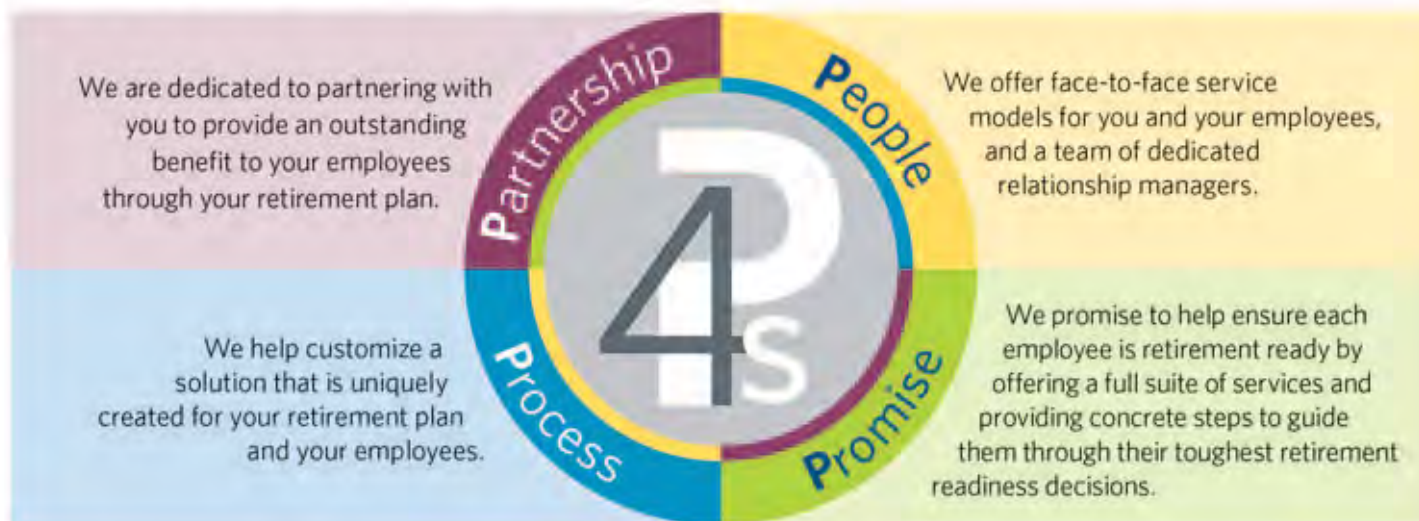 We are dedicated to partnering with
you to provide an outstanding
benefit to your employees
through your retirement plan.
Partnership
People
We offer face-to-face service
models for you and your employees,
and a team of dedicated
relationship managers.
4Ps
We help customize a
solution that is uniquely
created for your retirement plan
and your employees.
Process
Promise
We promise to help ensure each
employee is retirement ready by
offering a full suite of services and
providing concrete steps to guide
them through their toughest retirement
readiness decisions.